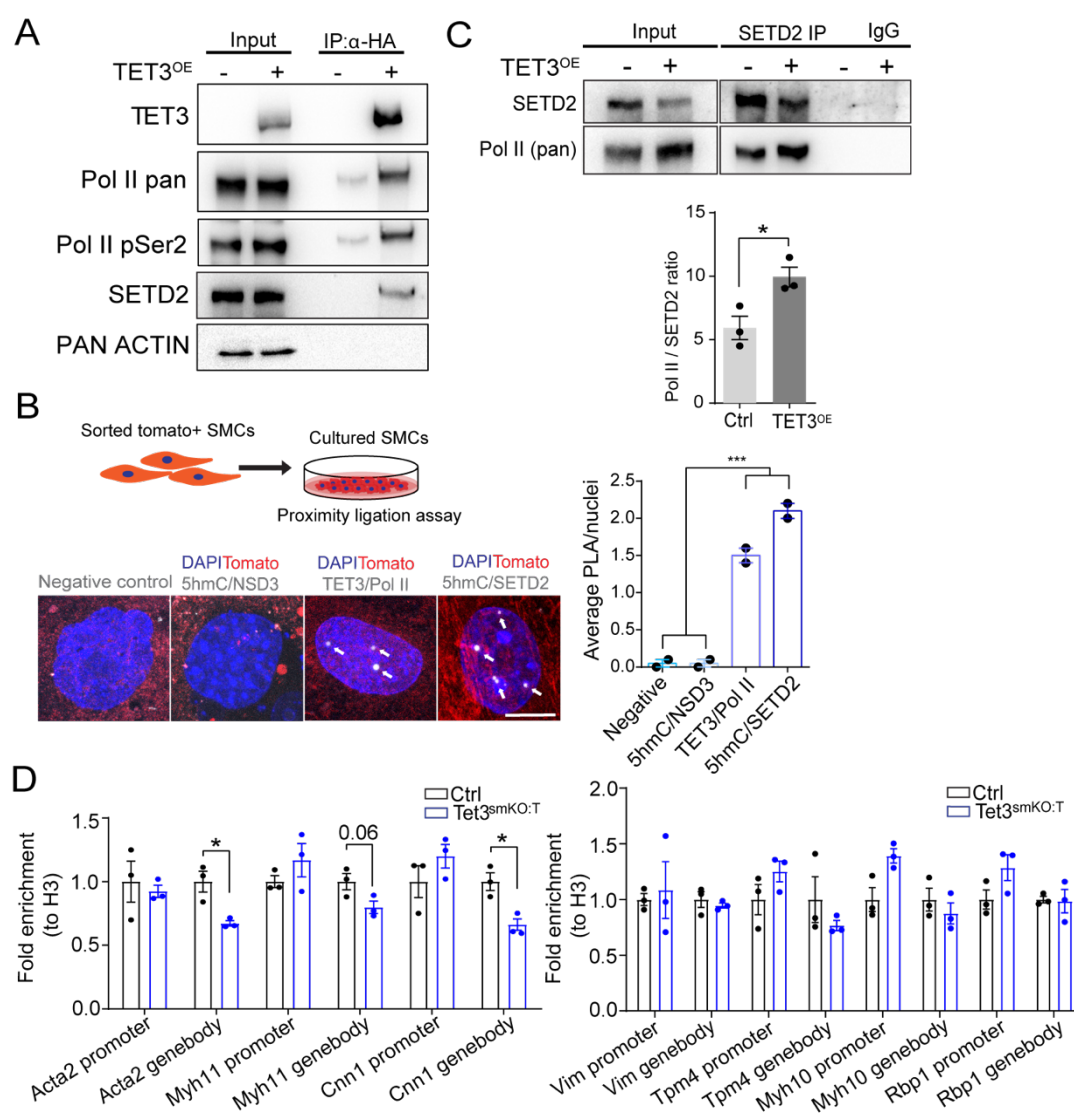 A
Input
IP:α-HA
TET3OE
- + - +
TET3
Pol II pan
Pol II pSer2
SETD2
PAN ACTIN
C
Input
SETD2 IP
IgG
TET3OE
- + - + - +
SETD2
Pol II (pan)
Pol II / SETD2 ratio
15
10
5
0
*
Ctrl
TET3OE
B
Sorted tomato+ SMCs
Cultured SMCs
Proximity ligation assay
Negative control
DAPITomato
5hmC/NSD3
DAPITomato
TET3/Pol II
DAPITomato
5hmC/SETD2
Average PLA/nuclei
2.5
2.0
1.5
1.0
0.5
0.0
***
Negative
5hmC/NSD3
TET3/Pol II
5hmC/SETD2
D
Fold enrichment
(to H3)
1.5
1.0
0.5
0.0
Ctrl
Tet3smKO:T
*
0.06
*
Acta2 promoter
Acta2 genebody
Myh11 promoter
Myh11 genebody
Cnn1 promoter
Cnn1 genebody
Fold enrichment
(to H3)
2.0
1.5
1.0
0.5
0.0
Ctrl
Tet3smKO:T
Vim promoter
Vim genebody
Tpm4 promoter
Tpm4 genebody
Myh10 promoter
Myh10 genebody
Rbp1 promoter
Rbp1 genebody